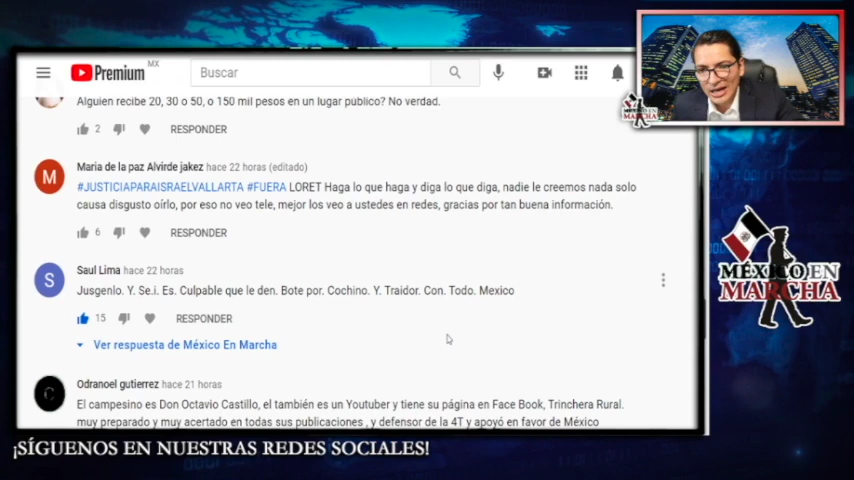 Premium MX
Buscar
Alguien recibe 20, 30 o 50, o 150 mil pesos en un lugar público? No verdad.
2 RESPONDER
M
Maria de la paz Alvirde jakez hace 22 horas (editado)
#JUSTICIAPARAISRAELVALLARTA #FUERA LORET Haga lo que haga y diga lo que diga, nadie le creemos nada solo
causa disgusto oírlo, por eso no veo tele, mejor los veo a ustedes en redes, gracias por tan buena información.
6 RESPONDER
S
Saul Lima hace 22 horas
Jusgenlo. Y. Se.i. Es. Culpable que le den. Bote por. Cochino. Y. Traidor. Con. Todo. Mexico
15 RESPONDER
Ver respuesta de México En Marcha
Odranoel gutierrez hace 21 horas
El campesino es Don Octavio Castillo, el también es un Youtuber y tiene su página en Face Book, Trinchera Rural.
muy preparado y muy acertado en todas sus publicaciones , y defensor de la 4T y apoyó en favor de México
MÉXICO EN
MARCHA
MÉXICO EN
MARCHA
¡SÍGUENOS EN NUESTRAS REDES SOCIALES!